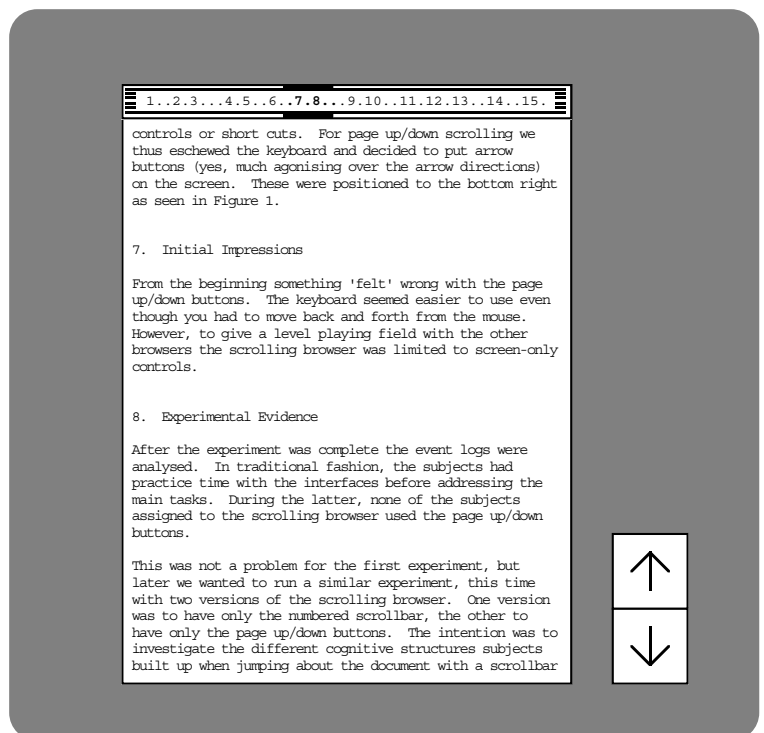 1..2.3...4.5..6..7.8...9.10..11.12.13..14..15.
controls or short cuts.  For page up/down scrolling we
thus eschewed the keyboard and decided to put arrow
buttons (yes, much agonising over the arrow directions)
on the screen.  These were positioned to the bottom right
as seen in Figure 1.
7.  Initial Impressions
From the beginning something 'felt' wrong with the page
up/down buttons.  The keyboard seemed easier to use even
though you had to move back and forth from the mouse.
However, to give a level playing field with the other
browsers the scrolling browser was limited to screen-only
controls.
8.  Experimental Evidence
After the experiment was complete the event logs were
analysed.  In traditional fashion, the subjects had
practice time with the interfaces before addressing the
main tasks.  During the latter, none of the subjects
assigned to the scrolling browser used the page up/down
buttons.
This was not a problem for the first experiment, but
later we wanted to run a similar experiment, this time
with two versions of the scrolling browser.  One version
was to have only the numbered scrollbar, the other to
have only the page up/down buttons.  The intention was to
investigate the different cognitive structures subjects
built up when jumping about the document with a scrollbar